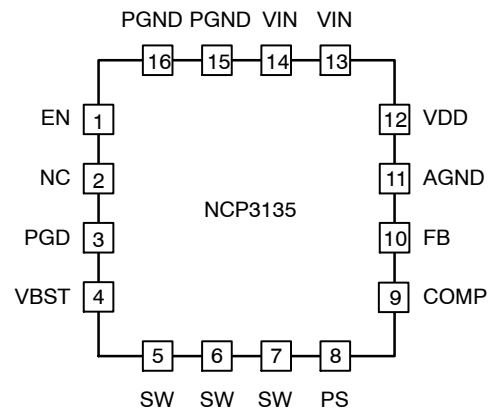 PGND PGND VIN VIN
16 15 14 13
EN 1 12 VDD
NC 2 11 AGND
NCP3135
PGD 3 10 FB
VBST 4 9 COMP
5 6 7 8
SW SW SW PS